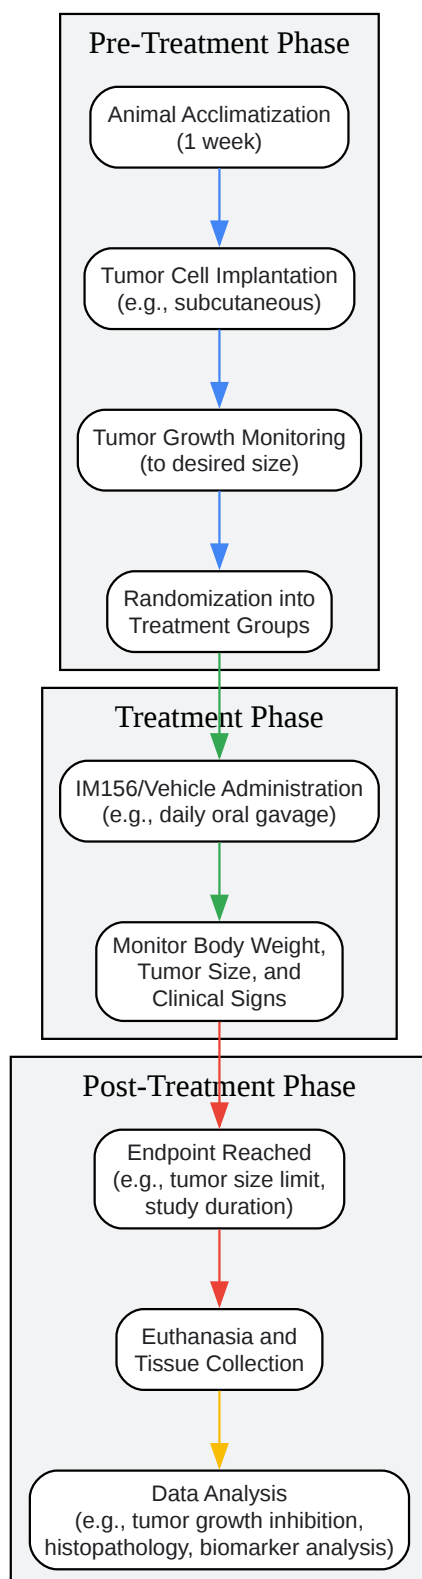 Pre-Treatment Phase
Animal Acclimatization
(1 week)
Tumor Cell Implantation
(e.g., subcutaneous)
Tumor Growth Monitoring
(to desired size)
Randomization into
Treatment Groups
Treatment Phase
IM156/Vehicle Administration
(e.g., daily oral gavage)
Monitor Body Weight,
Tumor Size, and
Clinical Signs
Post-Treatment Phase
Endpoint Reached
(e.g., tumor size limit,
study duration)
Euthanasia and
Tissue Collection
Data Analysis
(e.g., tumor growth inhibition,
histopathology, biomarker analysis)